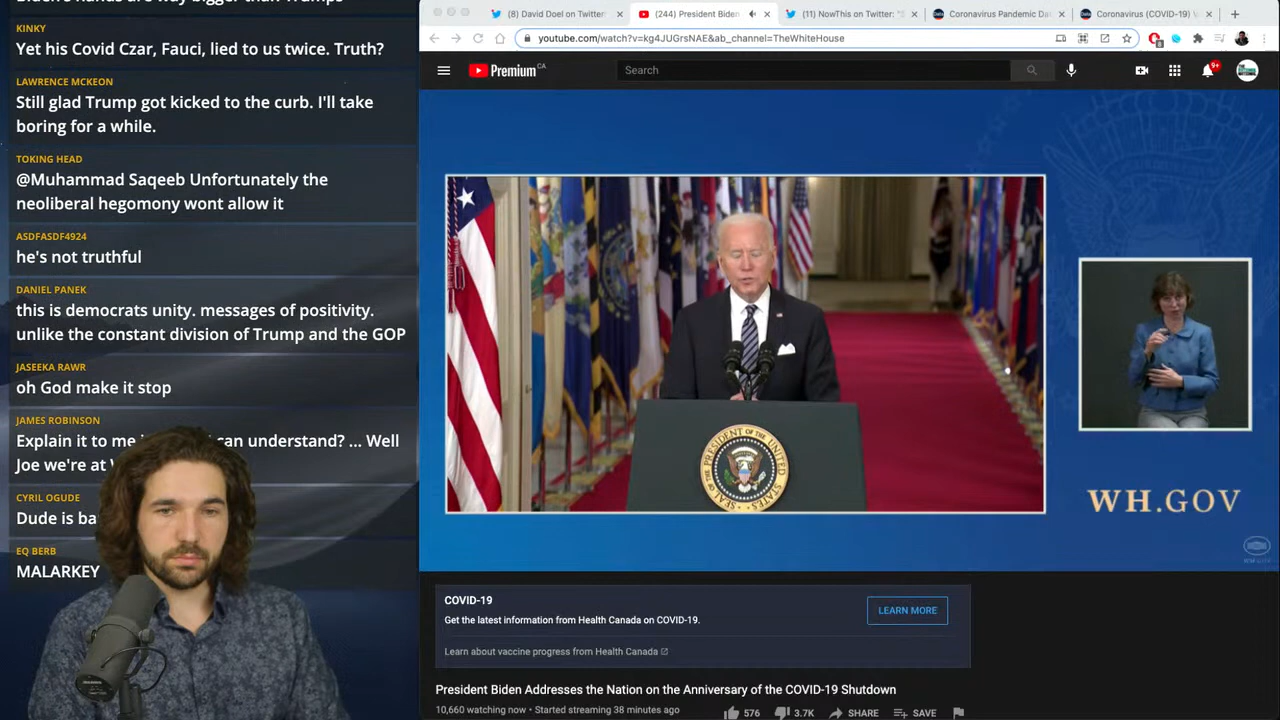 KINKY
Yet his Covid Czar, Fauci, lied to us twice. Truth?
LAWRENCE MCKEON
Still glad Trump got kicked to the curb. I'll take
boring for a while.
TOKING HEAD
@Muhammad Saqeeb Unfortunately the
neoliberal hegomony wont allow it
ASDFASDF4924
he's not truthful
DANIEL PANEK
this is democrats unity. messages of positivity.
unlike the constant division of Trump and the GOP
JASEEKA RAWR
oh God make it stop
JAMES ROBINSON
Explain it to me can understand? ... Well
Joe we're at
CYRIL OGUDE
Dude is
EQ BERB
MALARKEY
(8) David Doel on Twitter
(244) President Biden
(11) NowThis on Twitter: "S
Coronavirus Pandemic Da
Coronavirus (COVID-19) V
youtube.com/watch?v=kg4JUGrsNAE&ab_channel=TheWhiteHouse
Premium CA
Search
9+
PRESIDENT OF THE UNITED
SEAL
WH.GOV
COVID-19
Get the latest information from Health Canada on COVID-19.
LEARN MORE
Learn about vaccine progress from Health Canada
President Biden Addresses the Nation on the Anniversary of the COVID-19 Shutdown
10,660 watching now • Started streaming 38 minutes ago
576
3.7K
SHARE
SAVE